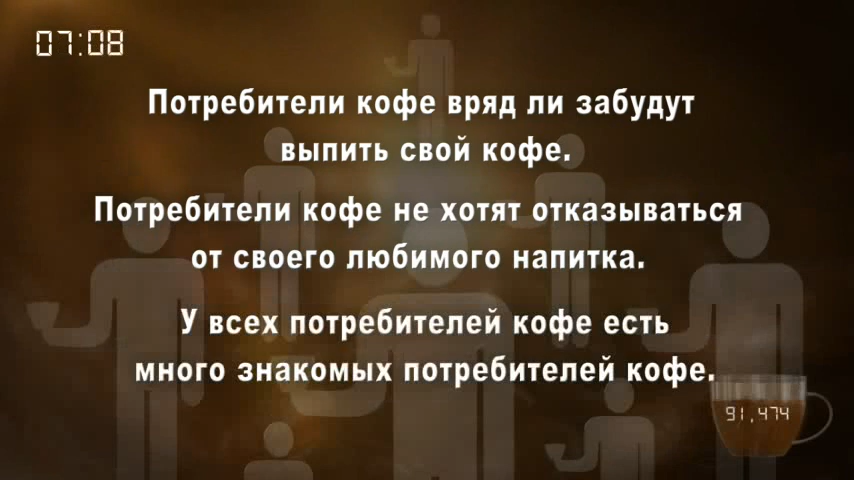 07:08
Потребители кофе вряд ли забудут
выпить свой кофе.
Потребители кофе не хотят отказываться
от своего любимого напитка.
У всех потребителей кофе есть
много знакомых потребителей кофе.
91,474